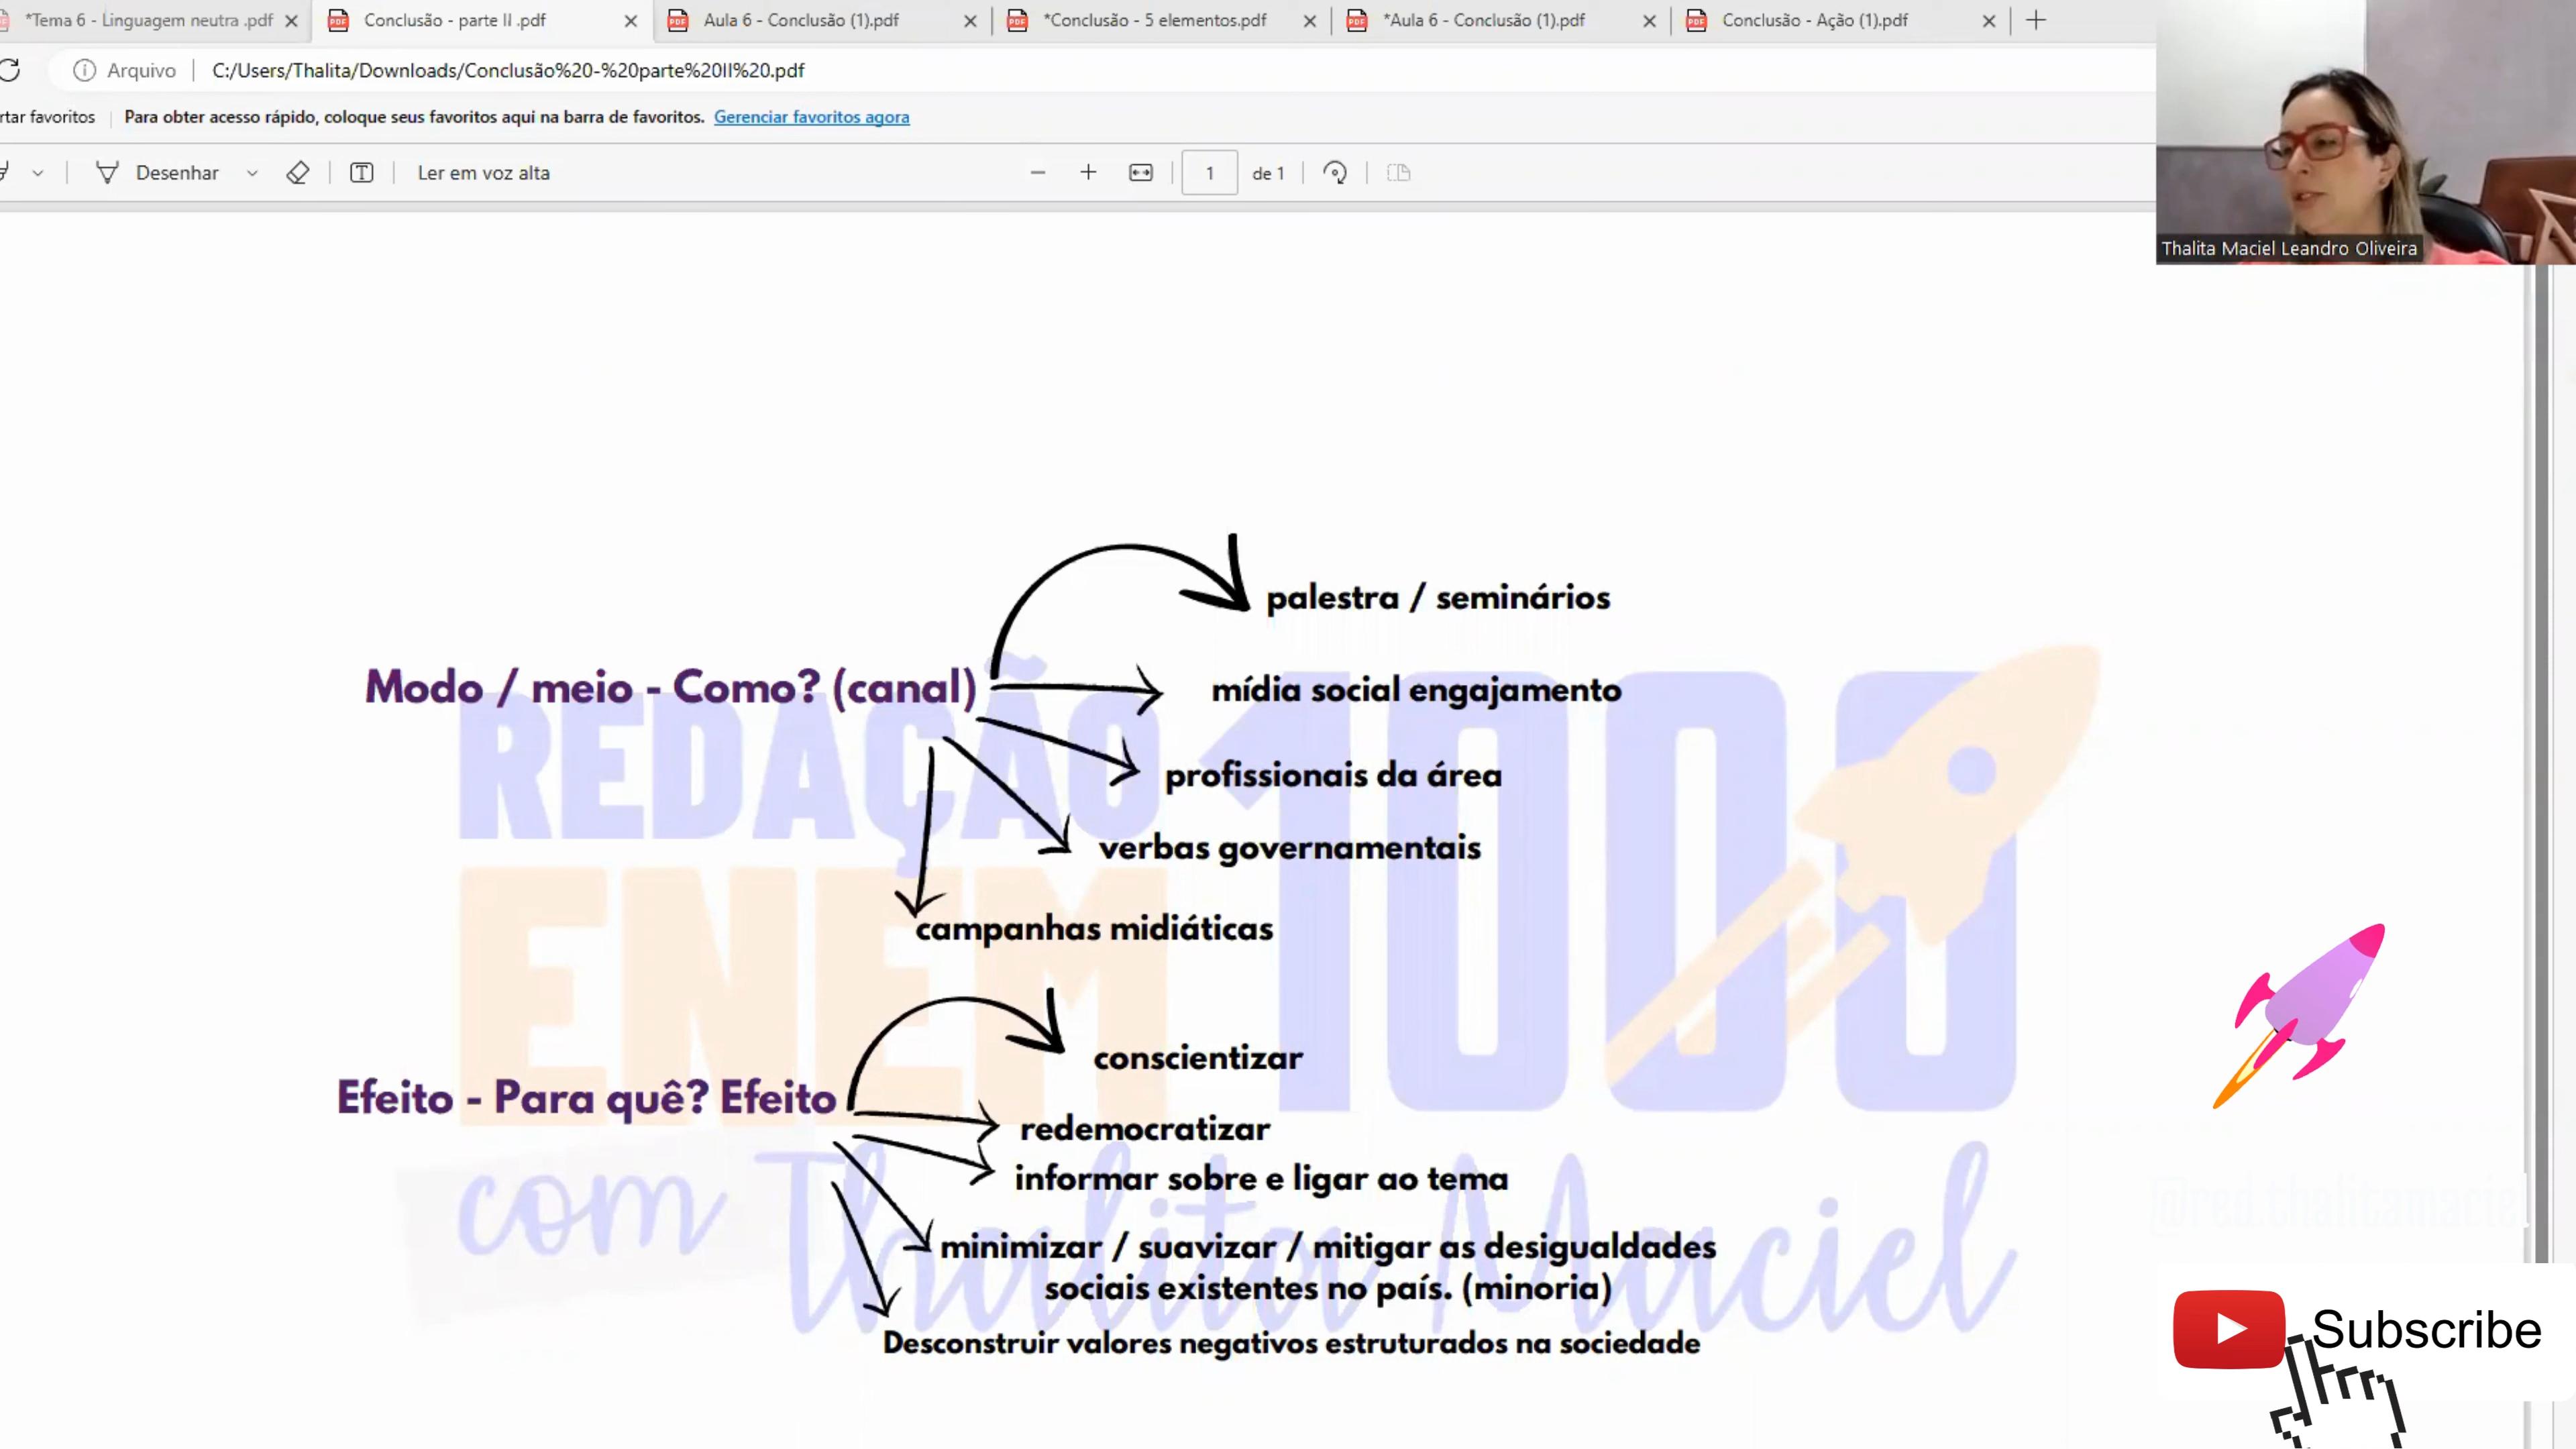 *Tema 6 - Linguagem neutra .pdf
Conclusão - parte II .pdf
Aula 6 - Conclusão (1).pdf
*Conclusão - 5 elementos.pdf
*Aula 6 - Conclusão (1).pdf
Conclusão - Ação (1).pdf
Arquivo
C:/Users/Thalita/Downloads/Conclusão%20-%20parte%20II%20.pdf
rtar favoritos
Para obter acesso rápido, coloque seus favoritos aqui na barra de favoritos. Gerenciar favoritos agora
Desenhar
Ler em voz alta
1
de 1
Thalita Maciel Leandro Oliveira
palestra / seminários
Modo / meio - Como? (canal)
mídia social engajamento
profissionais da área
verbas governamentais
campanhas midiáticas
REDAÇÃO
ENEM
1000
com Thalita Maciel
conscientizar
Efeito - Para quê? Efeito
redemocratizar
informar sobre e ligar ao tema
minimizar / suavizar / mitigar as desigualdades
sociais existentes no país. (minoria)
Desconstruir valores negativos estruturados na sociedade
@red.thalitamaciel
Subscribe